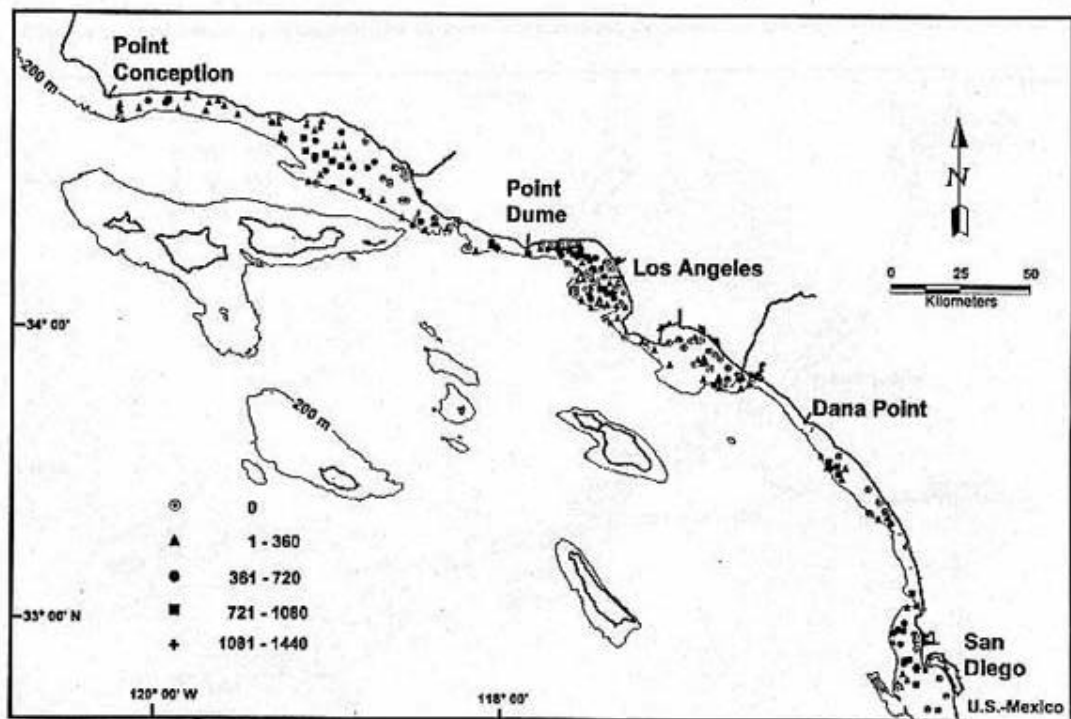 Point
Conception
~200 m
Point
Dume
N
Los Angeles
0 25 50
Kilometers
34° 00'
200 m
Dana Point
0
1 - 360
361 - 720
721 - 1080
1081 - 1440
35° 00' N
San
Diego
120° 00' W
118° 00'
U.S.-Mexico